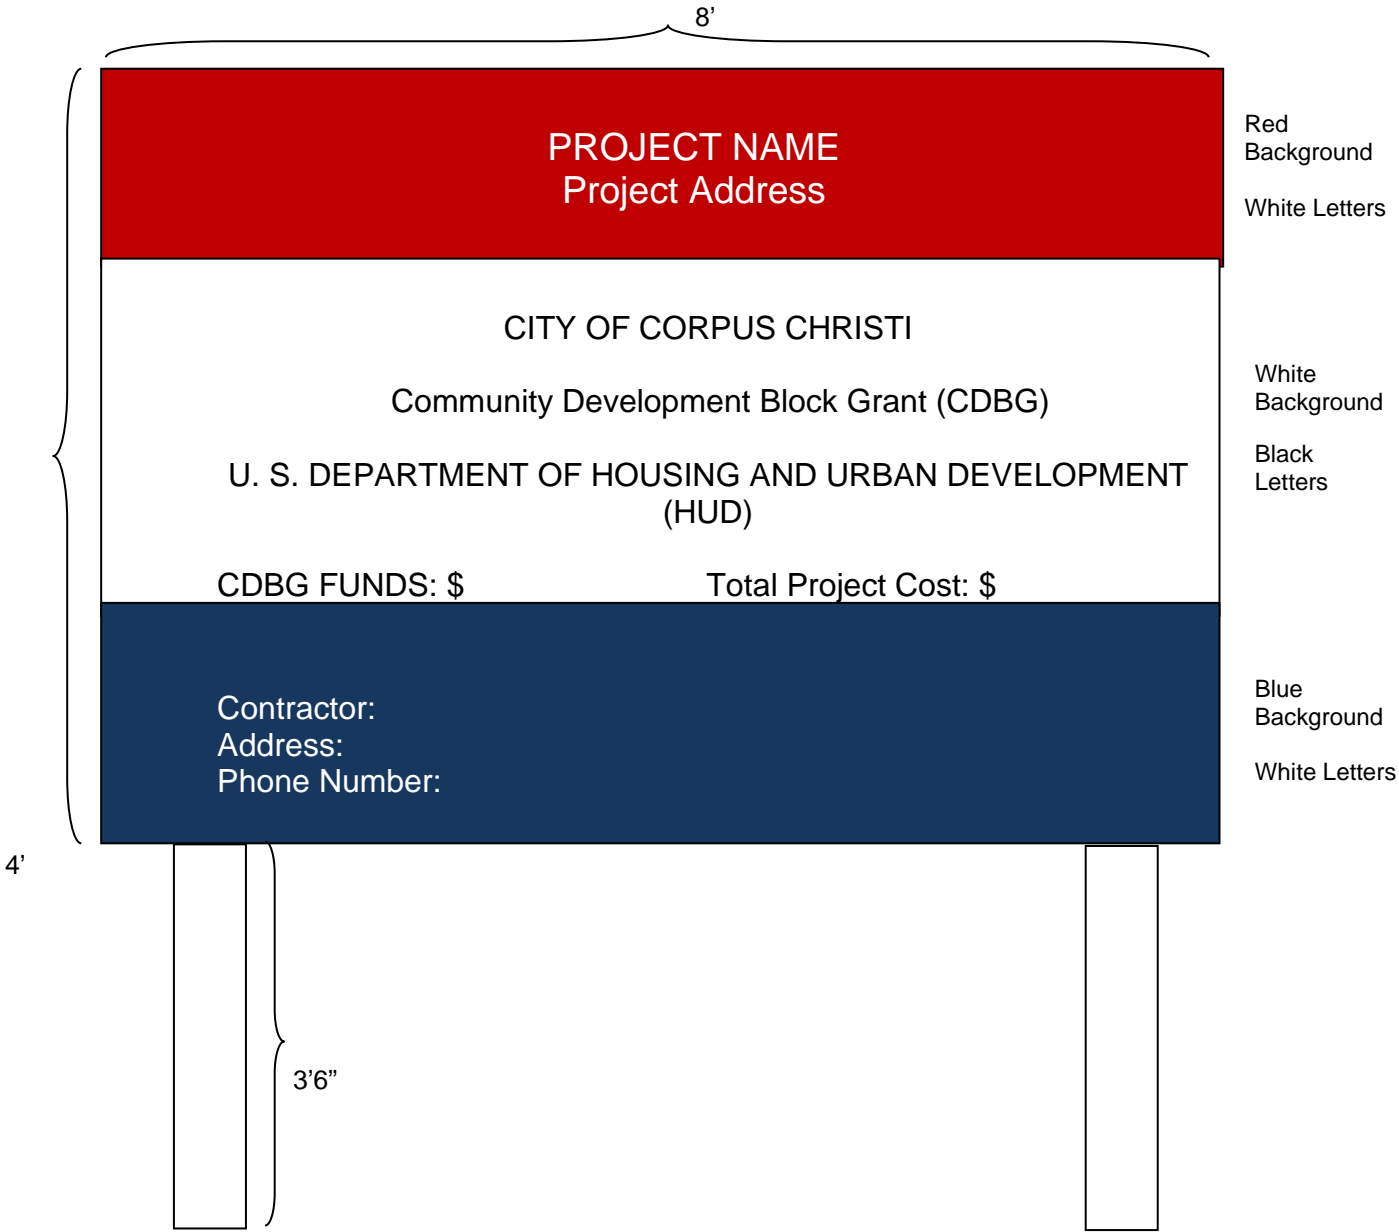 8’
PROJECT NAME
Project Address
Red
Background
White Letters
CITY OF CORPUS CHRISTI
Community Development Block Grant (CDBG)
U. S. DEPARTMENT OF HOUSING AND URBAN DEVELOPMENT
(HUD)
CDBG FUNDS: $ Total Project Cost: $
White
Background
Black
Letters
Contractor:
Address:
Phone Number:
Blue
Background
White Letters
4’
3’6”